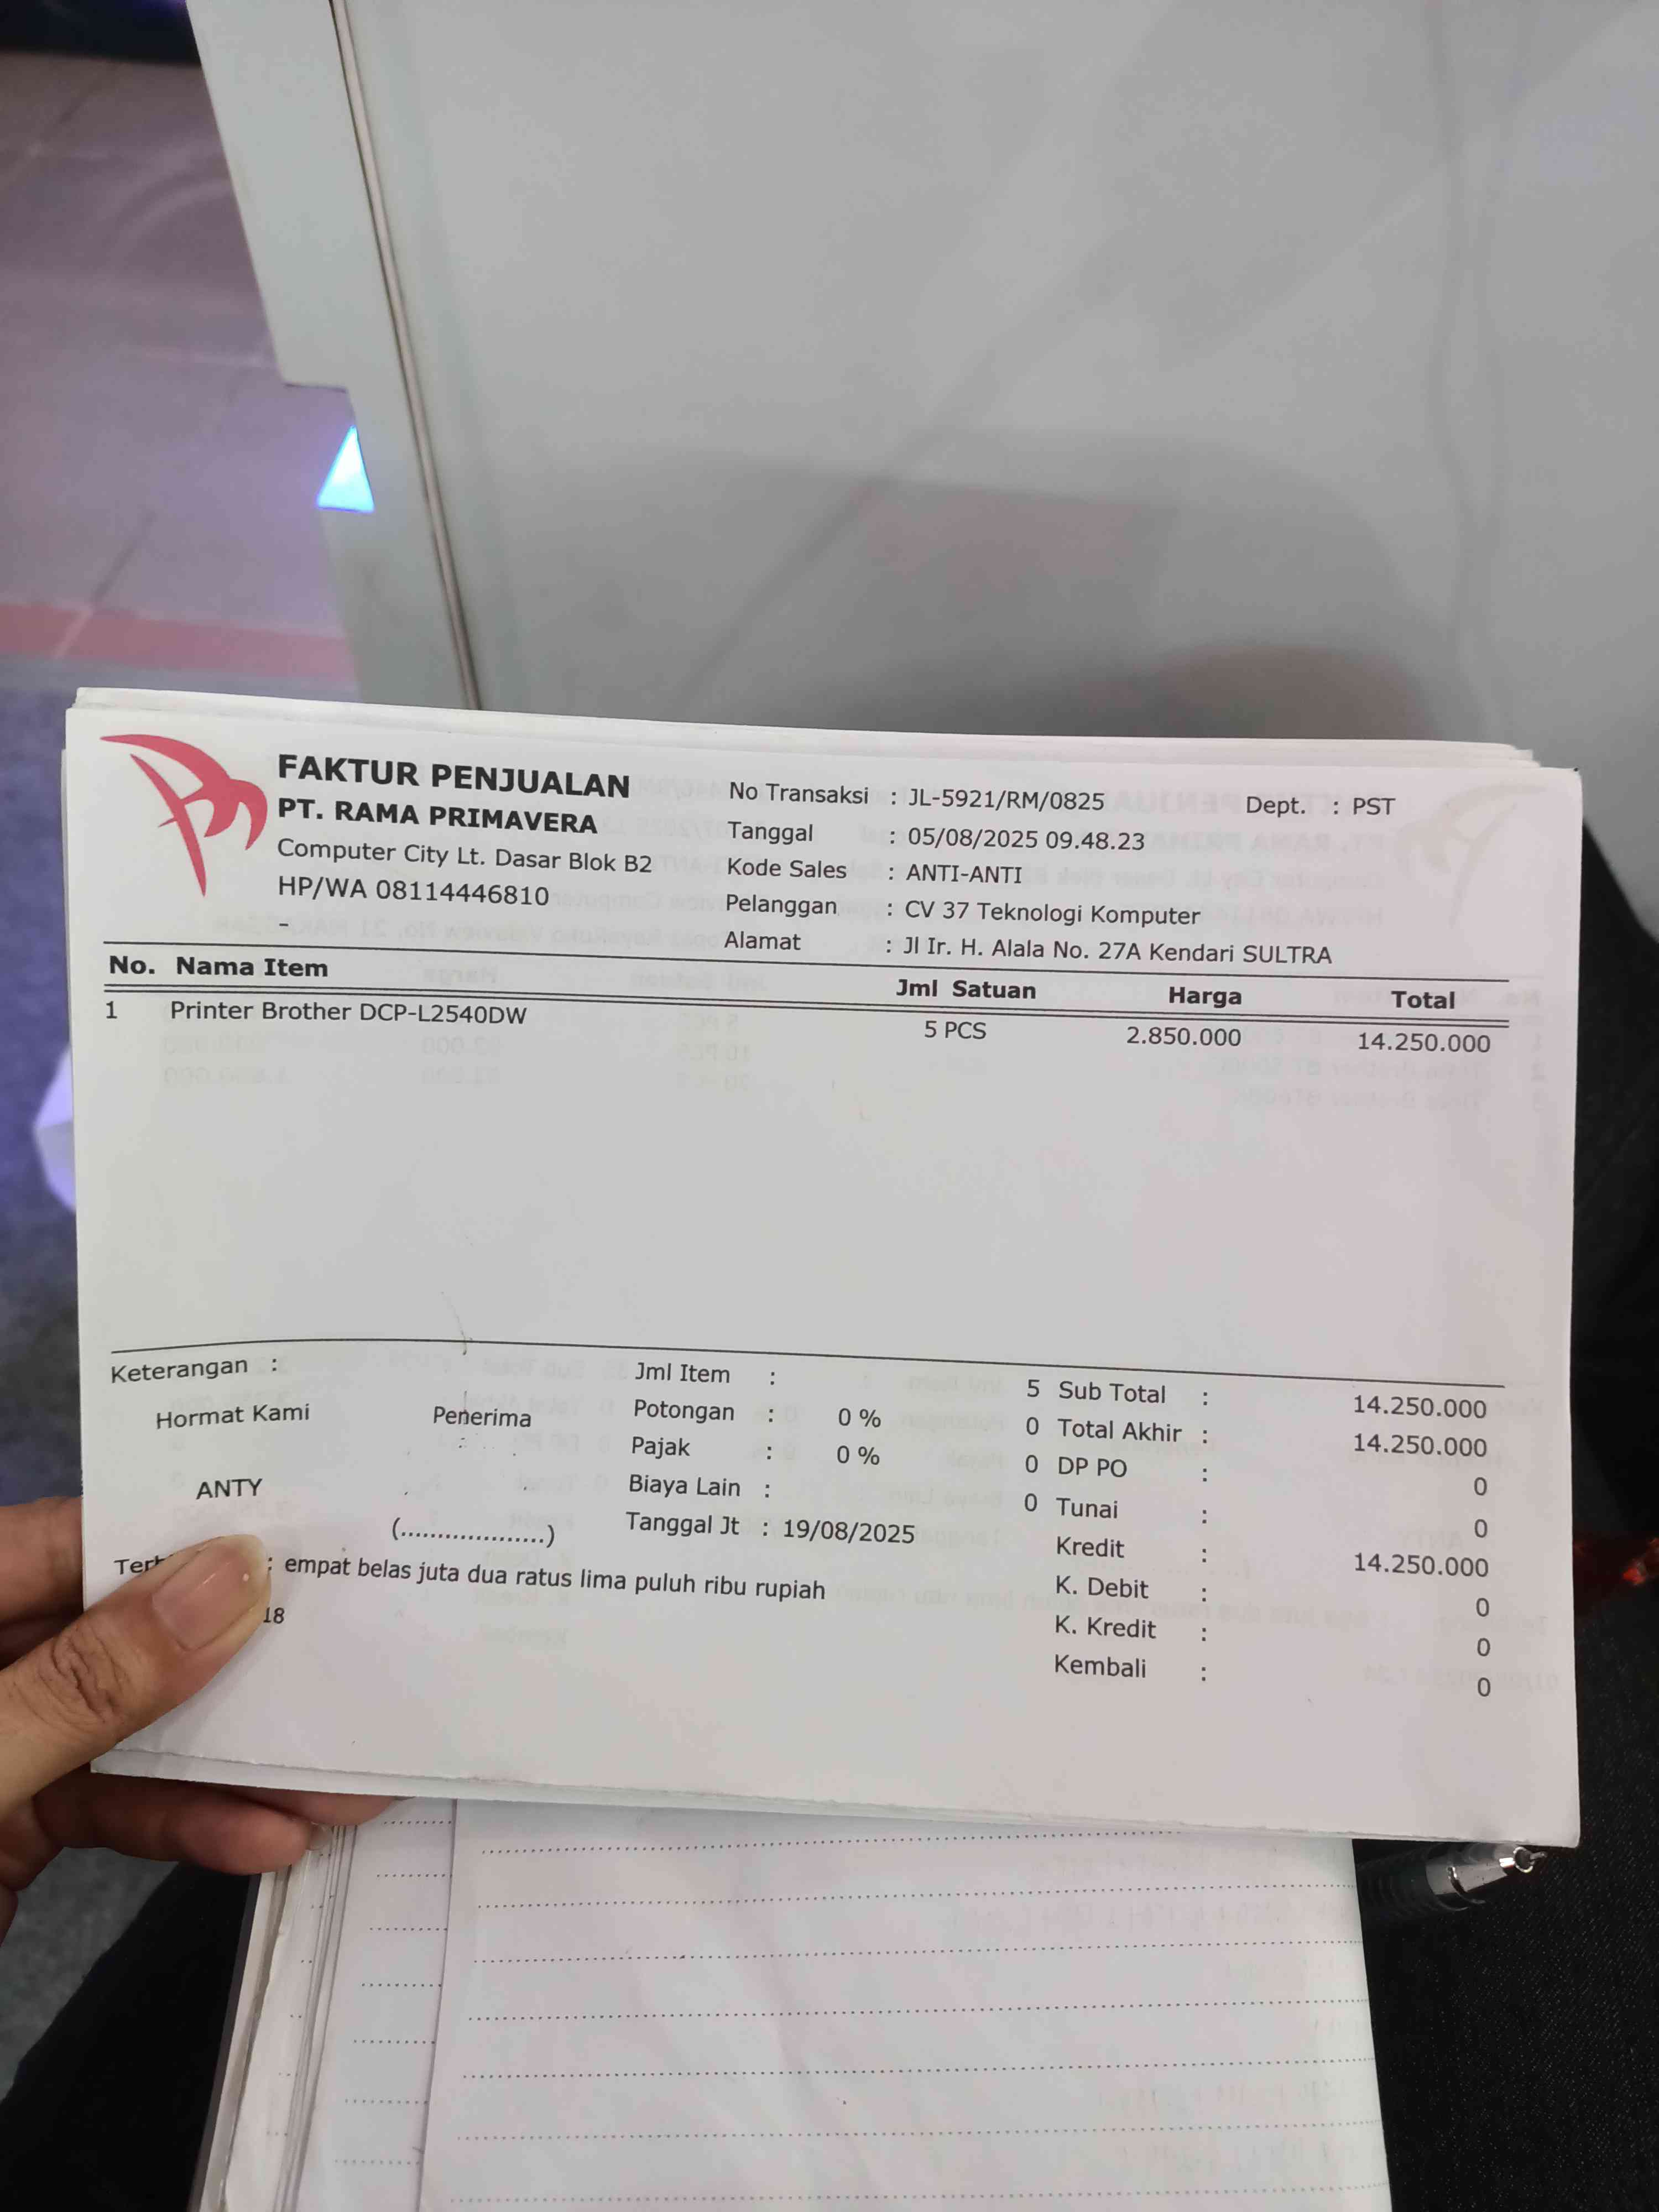 FAKTUR PENJUALAN
PT. RAMA PRIMAVERA
Computer City Lt. Dasar Blok B2
HP/WA 08114446810
-
No Transaksi : JL-5921/RM/0825 Dept. : PST
Tanggal : 05/08/2025 09.48.23
Kode Sales : ANTI-ANTI
Pelanggan : CV 37 Teknologi Komputer
Alamat : Jl Ir. H. Alala No. 27A Kendari SULTRA
No. Nama Item Jml Satuan Harga Total
1 Printer Brother DCP-L2540DW 5 PCS 2.850.000 14.250.000
Keterangan :
Hormat Kami Penerima
ANTY
(...................)
Jml Item : 5
Potongan : 0 % 0
Pajak : 0 % 0
Biaya Lain : 0
Tanggal Jt : 19/08/2025
Sub Total : 14.250.000
Total Akhir : 14.250.000
DP PO : 0
Tunai : 0
Kredit : 14.250.000
K. Debit : 0
K. Kredit : 0
Kembali : 0
: empat belas juta dua ratus lima puluh ribu rupiah
18